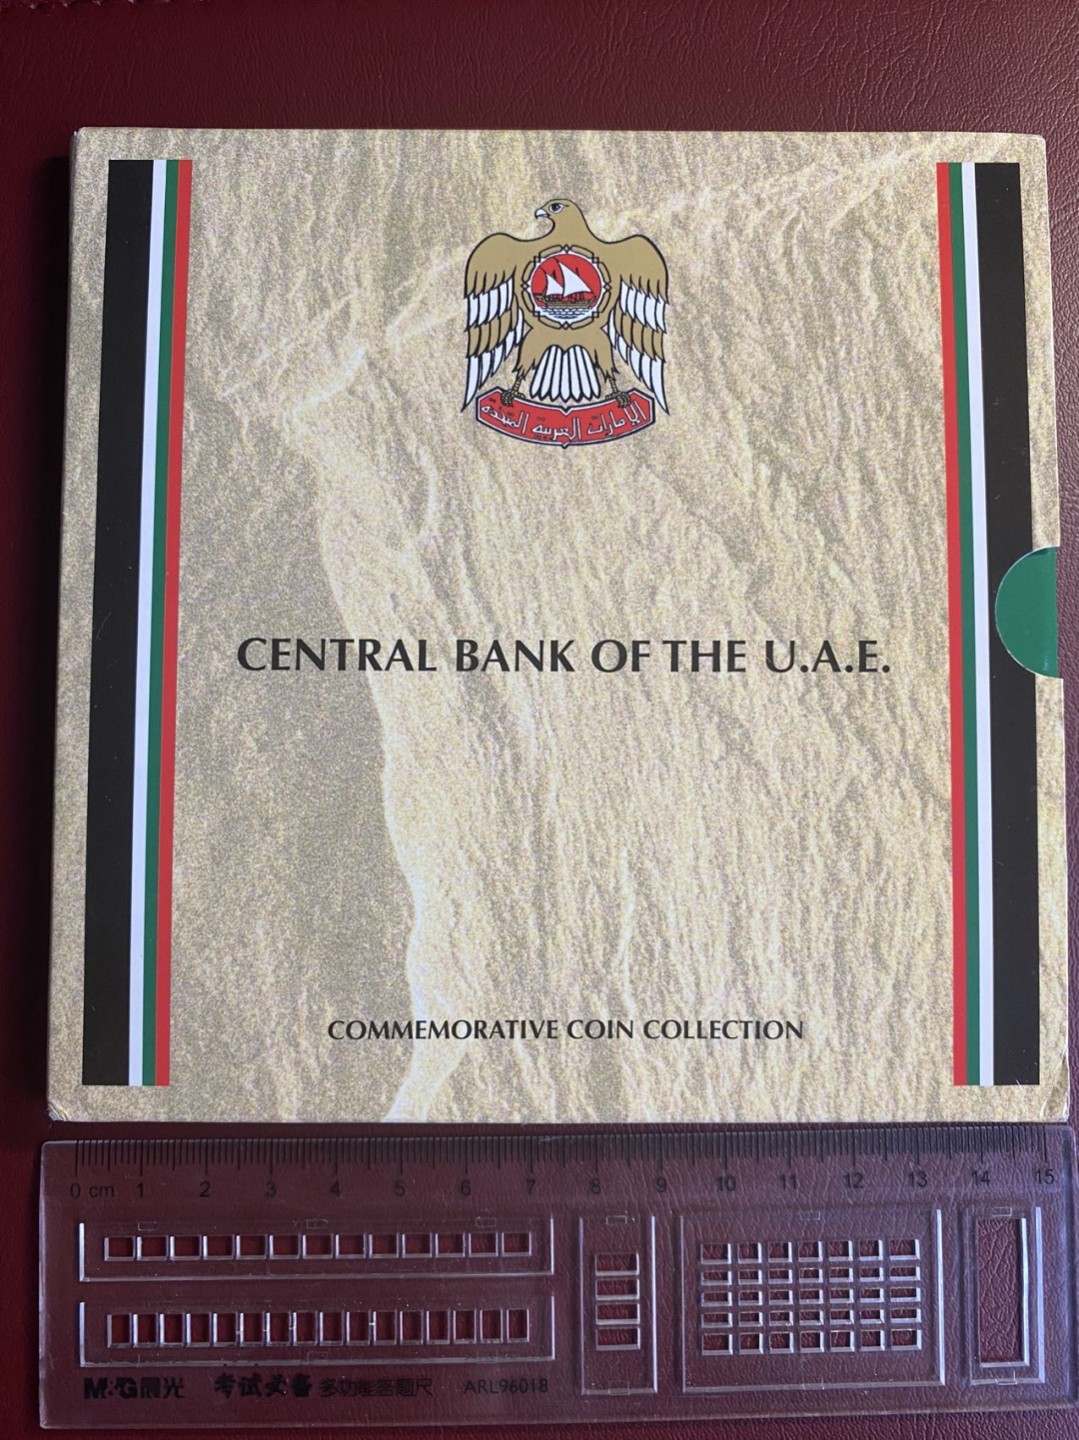 الإمارات العربية المتحدة
CENTRAL BANK OF THE U.A.E.
COMMEMORATIVE COIN COLLECTION
0 cm 1 2 3 4 5 6 7 8 9 10 11 12 13 14 15
M&G晨光 考试必备 多功能答题尺 ARL96018